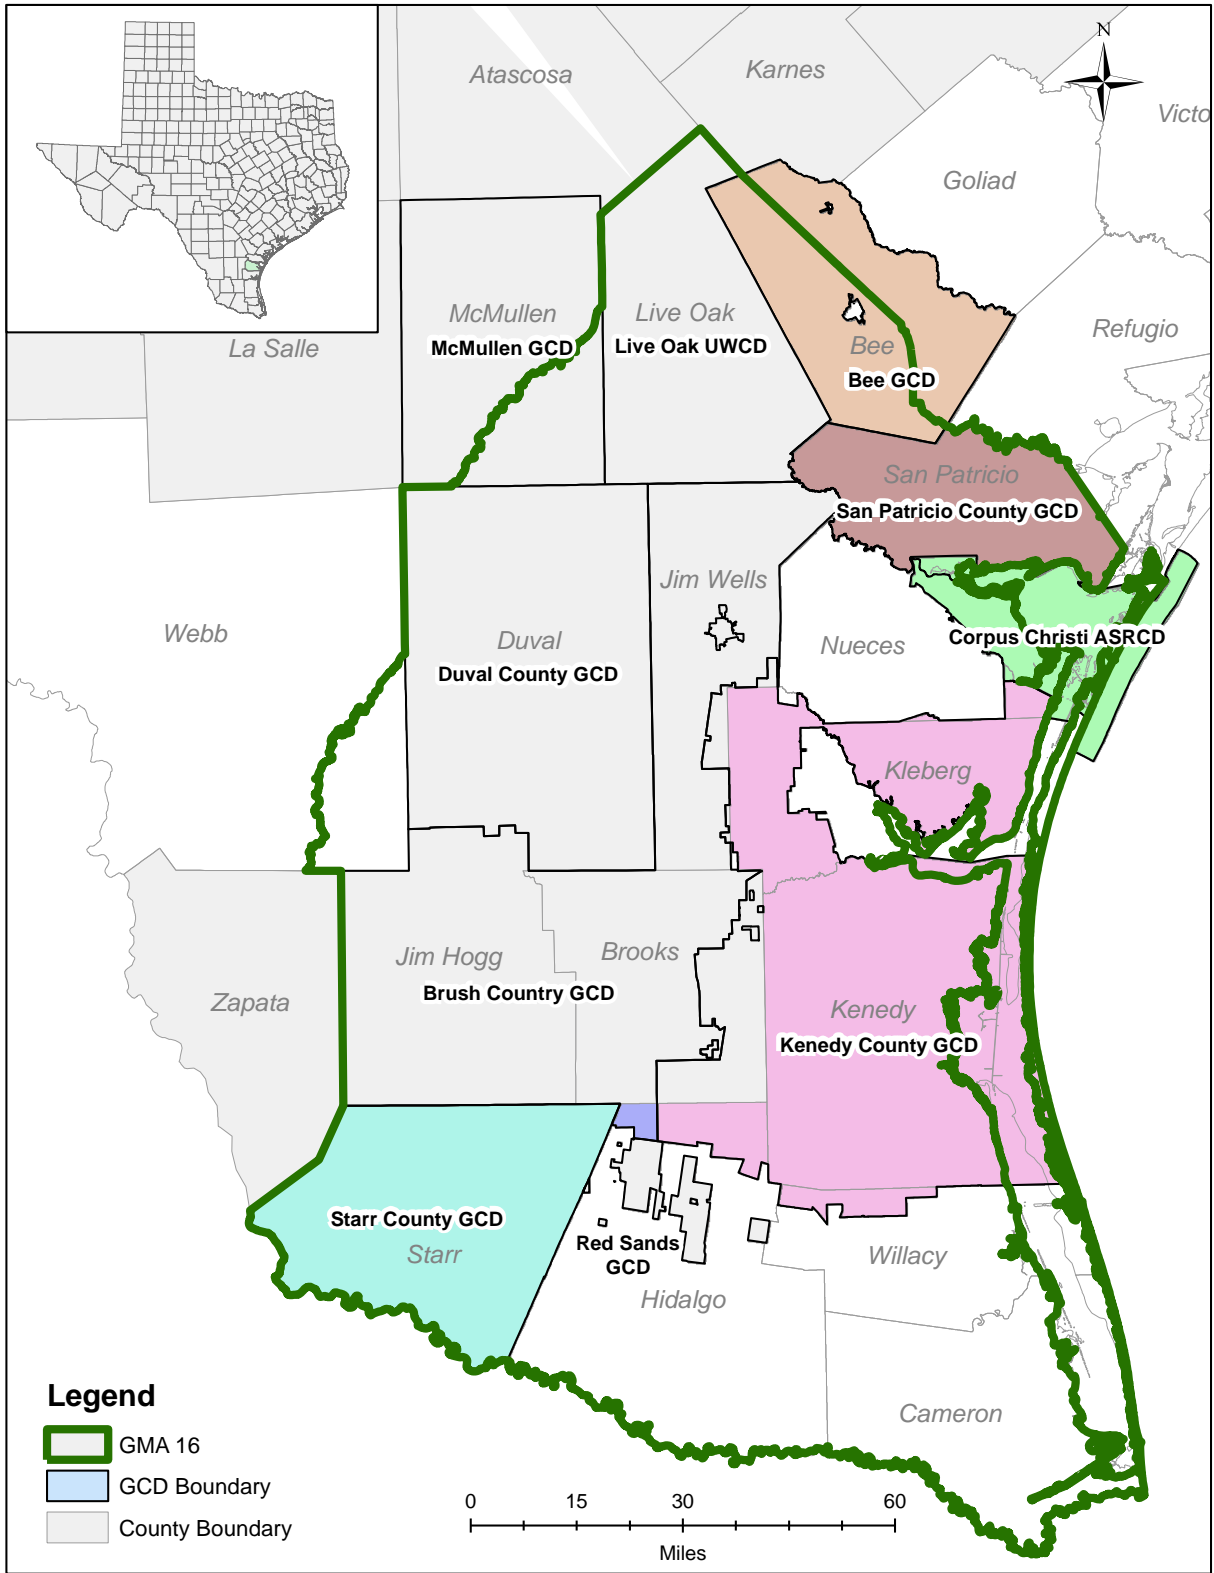 N
Atascosa
Karnes
Victo
Goliad
McMullen
McMullen GCD
Live Oak
Live Oak UWCD
La Salle
Refugio
Bee
Bee GCD
San Patricio
San Patricio County GCD
Jim Wells
Webb
Duval
Duval County GCD
Nueces
Corpus Christi ASRCD
Kleberg
Jim Hogg
Brooks
Brush Country GCD
Zapata
Kenedy
Kenedy County GCD
Starr County GCD
Starr
Red Sands
GCD
Hidalgo
Willacy
Cameron
Legend
GMA 16
GCD Boundary
County Boundary
0 15 30 60
Miles